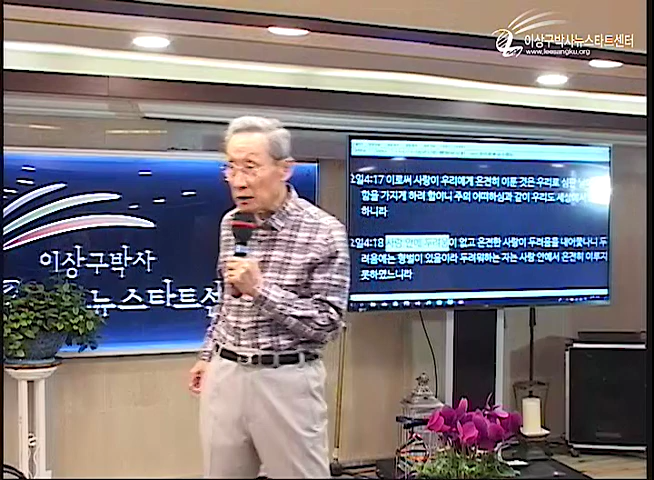 이상구박사뉴스타트센터
www.leesangku.org
이상구박사
뉴스타트센
요일4:17 이로써 사랑이 우리에게 온전히 이룬 것은 우리로 심판
함을 가지게 하려 함이니 주의 어떠하심과 같이 우리도 세상에서
하니라
요일4:18 사랑 안에 두려움이 없고 온전한 사랑이 두려움을 내어쫓나니 두
려움에는 형벌이 있음이라 두려워하는 자는 사랑 안에서 온전히 이루지
못하였느니라